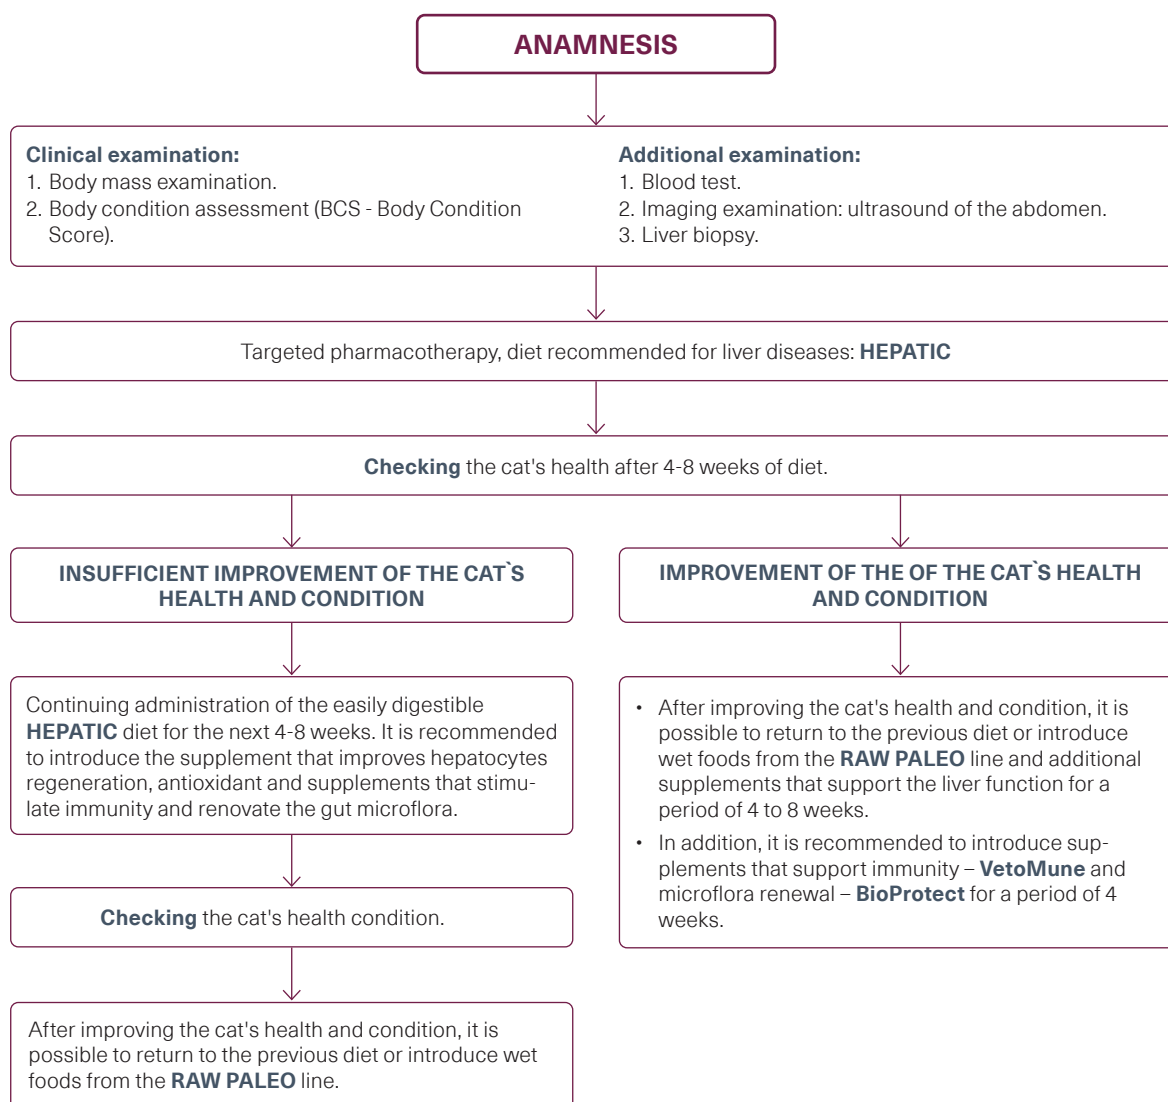 ANAMNESIS
Clinical examination:
1. Body mass examination.
2. Body condition assessment (BCS - Body Condition
Score).
Additional examination:
1. Blood test.
2. Imaging examination: ultrasound of the abdomen.
3. Liver biopsy.
Targeted pharmacotherapy, diet recommended for liver diseases: HEPATIC
Checking the cat's health after 4-8 weeks of diet.
INSUFFICIENT IMPROVEMENT OF THE CAT`S
HEALTH AND CONDITION
Continuing administration of the easily digestible
HEPATIC diet for the next 4-8 weeks. It is recommended
to introduce the supplement that improves hepatocytes
regeneration, antioxidant and supplements that stimu-
late immunity and renovate the gut microflora.
Checking the cat's health condition.
After improving the cat's health and condition, it is
possible to return to the previous diet or introduce wet
foods from the RAW PALEO line.
IMPROVEMENT OF THE OF THE CAT`S HEALTH
AND CONDITION
• After improving the cat's health and condition, it is
possible to return to the previous diet or introduce
wet foods from the RAW PALEO line and additional
supplements that support the liver function for a
period of 4 to 8 weeks.
• In addition, it is recommended to introduce sup-
plements that support immunity – VetoMune and
microflora renewal – BioProtect for a period of 4
weeks.